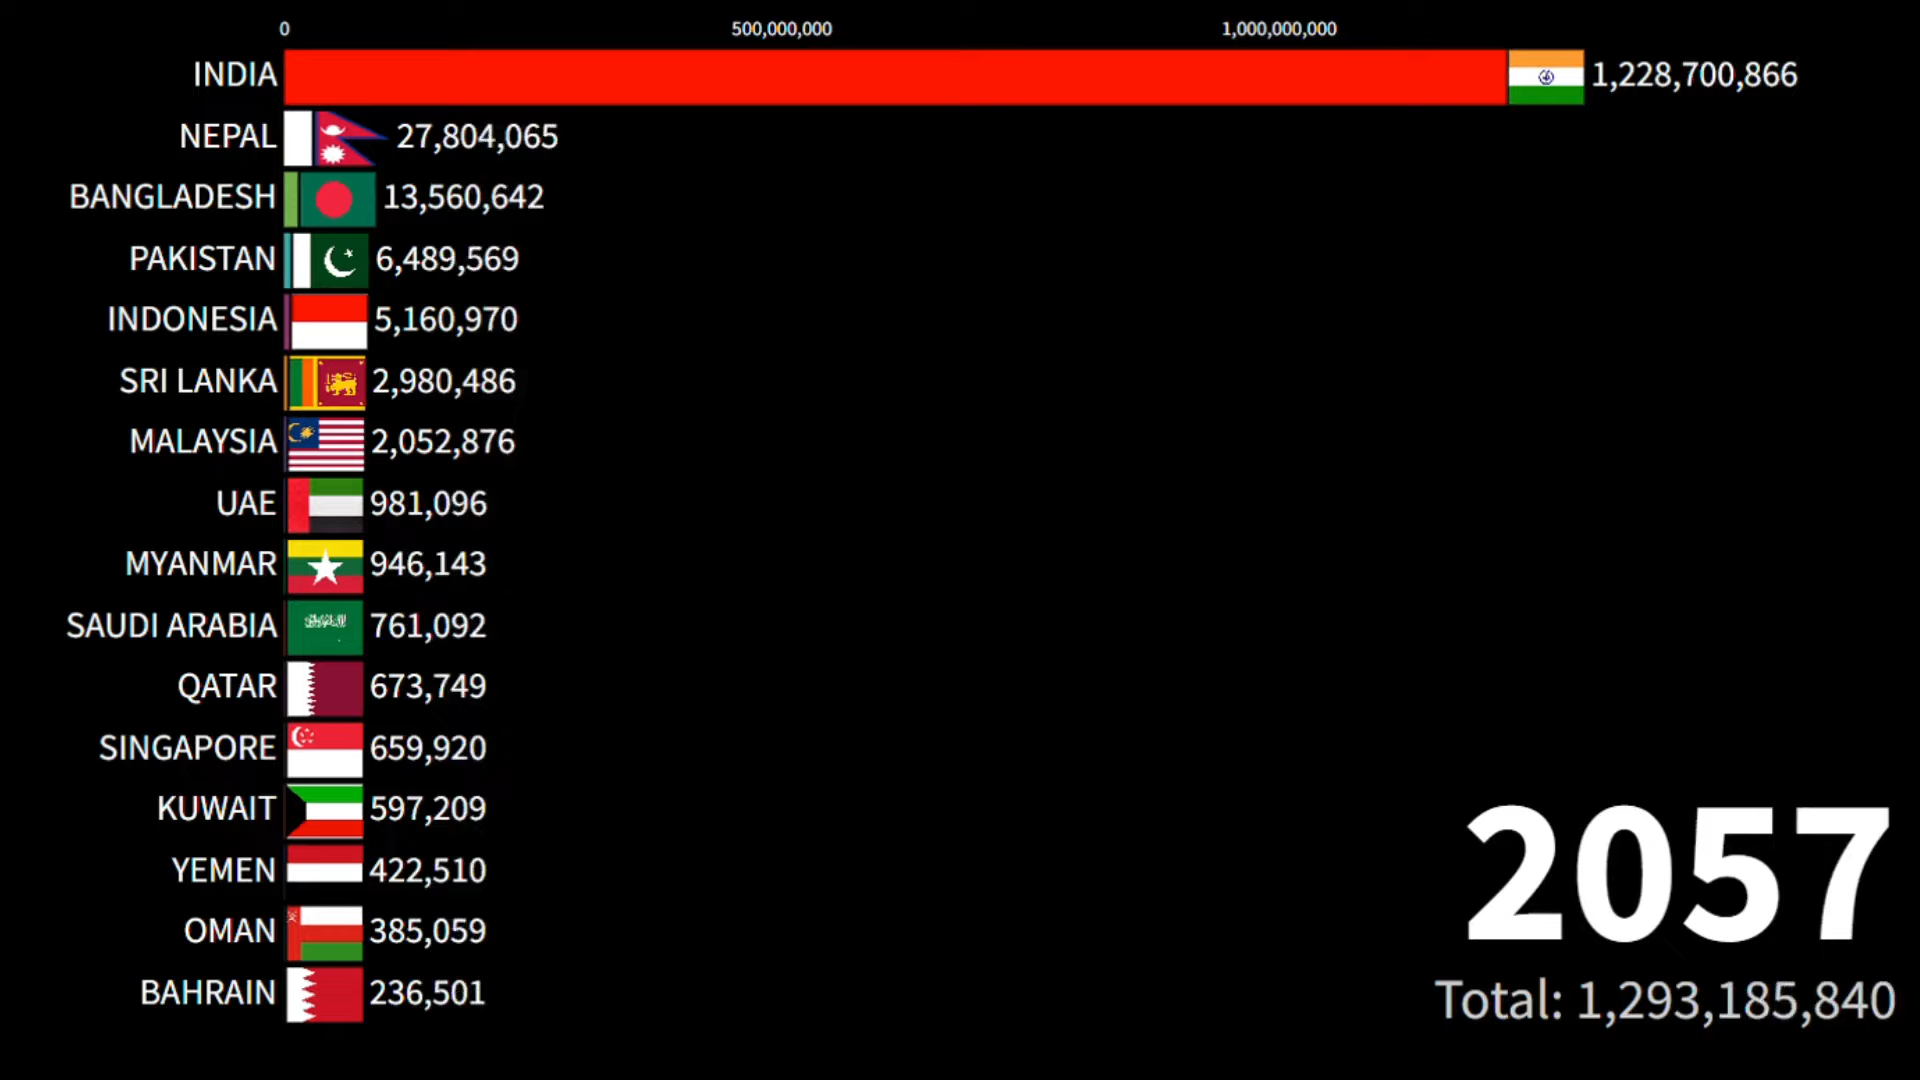 0 500,000,000 1,000,000,000
INDIA 1,228,700,866
NEPAL 27,804,065
BANGLADESH 13,560,642
PAKISTAN 6,489,569
INDONESIA 5,160,970
SRI LANKA 2,980,486
MALAYSIA 2,052,876
UAE 981,096
MYANMAR 946,143
SAUDI ARABIA 761,092
QATAR 673,749
SINGAPORE 659,920
KUWAIT 597,209
YEMEN 422,510
OMAN 385,059
BAHRAIN 236,501
2057
Total: 1,293,185,840